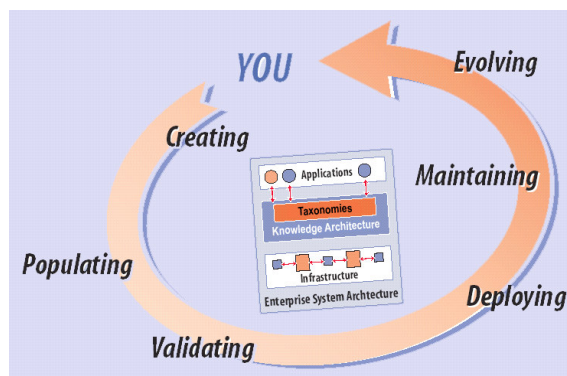 YOU
Evolving
Creating
Maintaining
Populating
Deploying
Validating
Applications
Taxonomies
Knowledge Architecture
Infrastructure
Enterprise System Archtecture